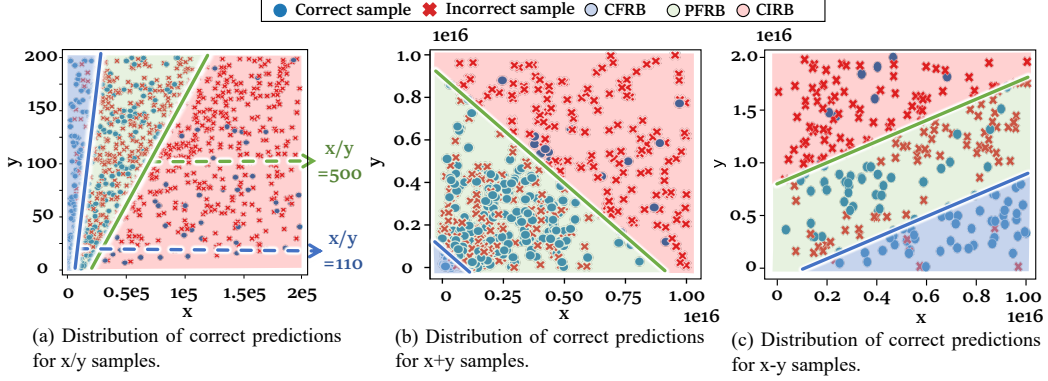 Correct sample Incorrect sample CFRB PFRB CIRB
200
150
100
50
0
y
0 0.5e5 1e5 1.5e5 2e5
x
x/y
=500
x/y
=110
(a) Distribution of correct predictions
for x/y samples.
1e16
1.0
0.8
0.6
0.4
0.2
0
y
0 0.25 0.50 0.75 1.00
x 1e16
(b) Distribution of correct predictions
for x+y samples.
1e16
2.0
1.5
1.0
0.5
0
y
0 0.2 0.4 0.6 0.8 1.00
x 1e16
(c) Distribution of correct predictions
for x-y samples.